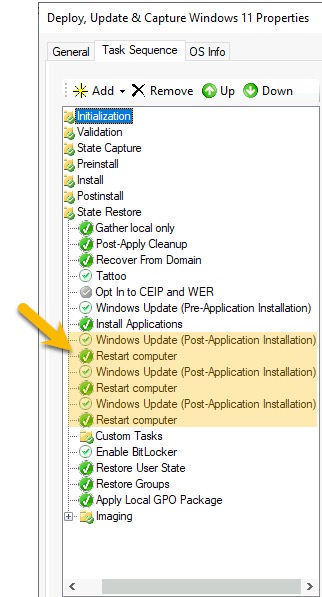 Deploy, Update & Capture Windows 11 Properties
General Task Sequence OS Info
Add Remove Up Down
Initialization
Validation
State Capture
Preinstall
Install
Postinstall
State Restore
Gather local only
Post-Apply Cleanup
Recover From Domain
Tattoo
Opt In to CEIP and WER
Windows Update (Pre-Application Installation)
Install Applications
Windows Update (Post-Application Installation)
Restart computer
Windows Update (Post-Application Installation)
Restart computer
Windows Update (Post-Application Installation)
Restart computer
Custom Tasks
Enable BitLocker
Restore User State
Restore Groups
Apply Local GPO Package
Imaging